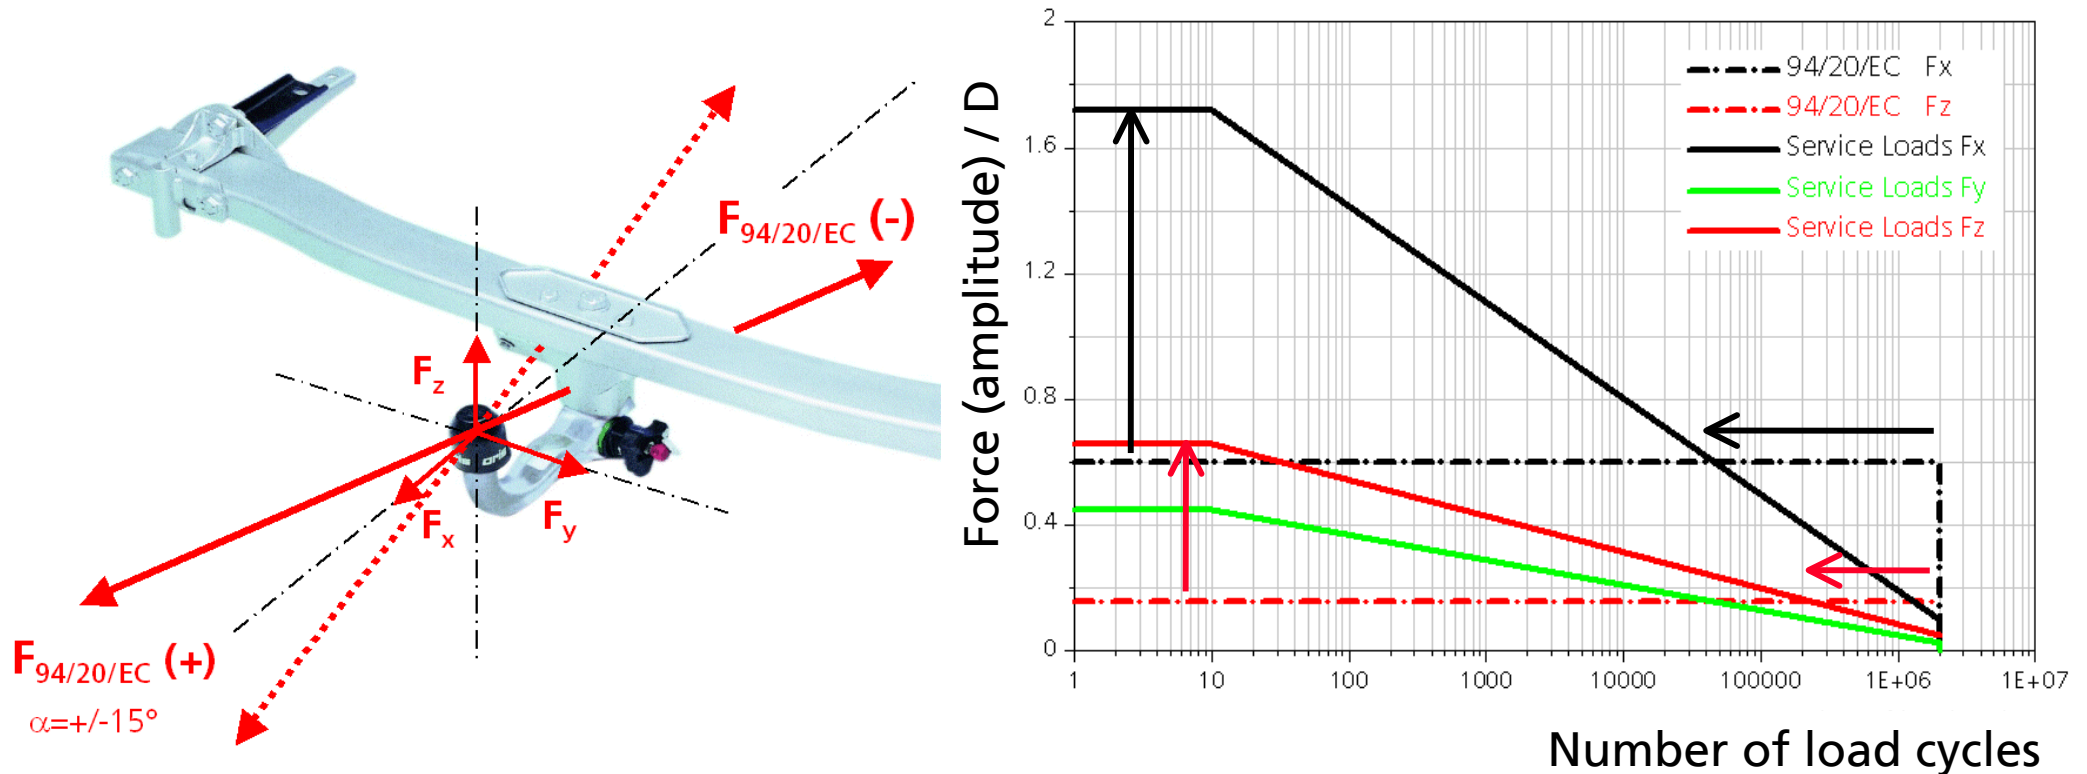 F94/20/EC (-)
Fz
oris
Fx
Fy
F94/20/EC (+)
α=+/-15°
Force (amplitude) / D
2
1.6
1.2
0.8
0.4
0
94/20/EC Fx
94/20/EC Fz
Service Loads Fx
Service Loads Fy
Service Loads Fz
1
10
100
1000
10000
100000
1E+06
1E+07
Number of load cycles